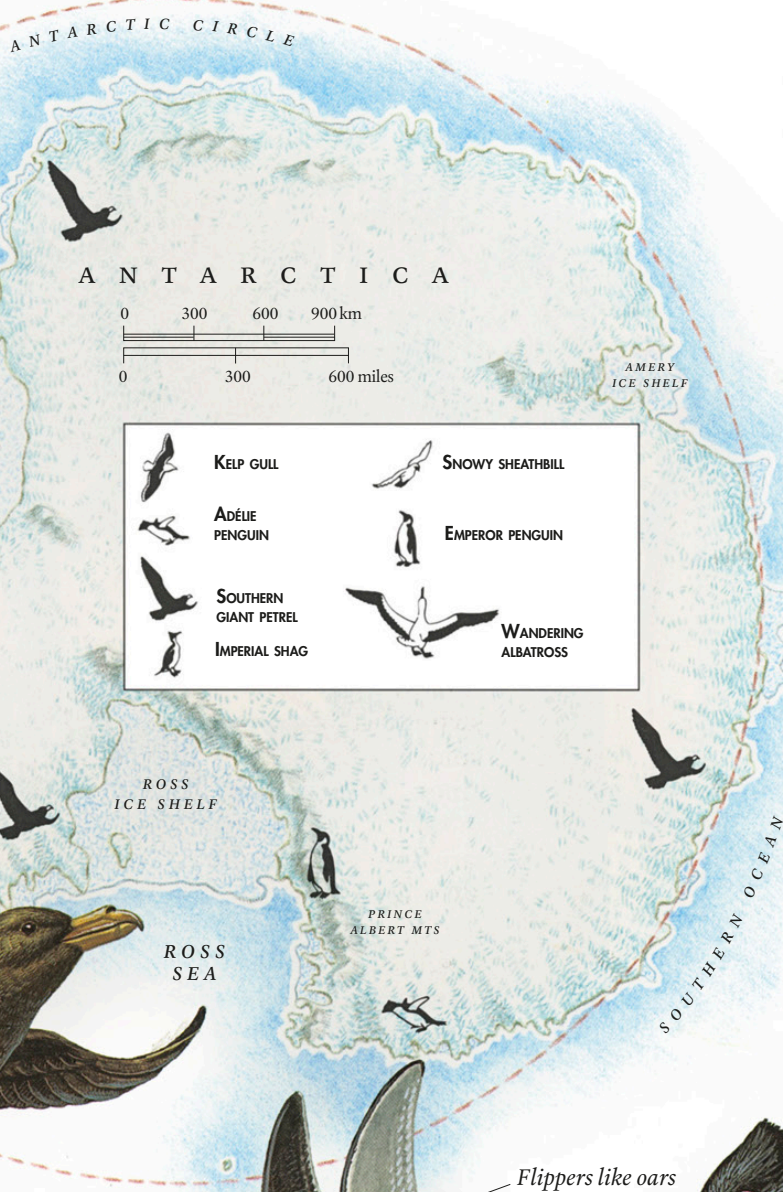 ANTARCTIC CIRCLE
ANTARCTICA
0 300 600 900 km
0 300 600 miles
AMERY
ICE SHELF
KELP GULL
SNOWY SHEATHBILL
ADÉLIE
PENGUIN
EMPEROR PENGUIN
SOUTHERN
GIANT PETREL
WANDERING
ALBATROSS
IMPERIAL SHAG
ROSS
ICE SHELF
PRINCE
ALBERT MTS
ROSS
SEA
SOUTHERN OCEAN
Flippers like oars